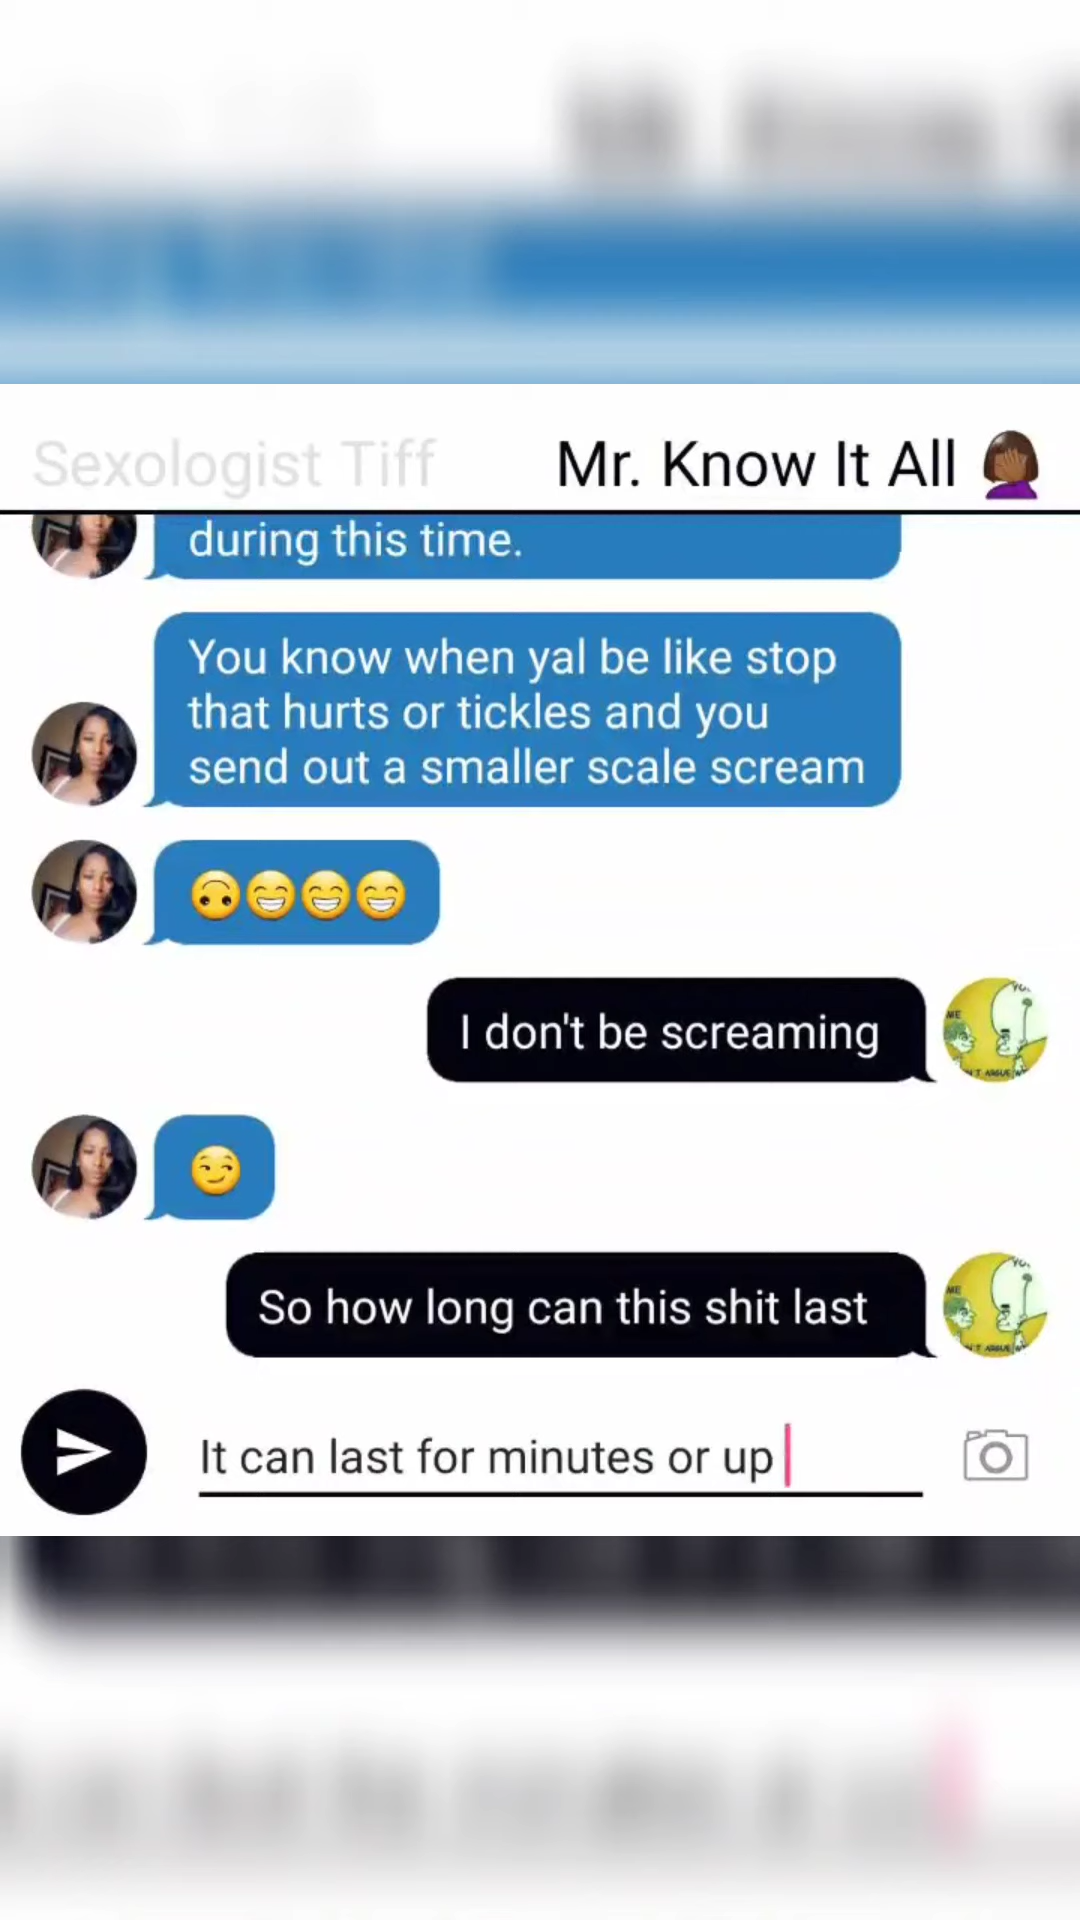 Sexologist Tiff
Mr. Know It All 🤦🏾‍♀️
during this time.
You know when yal be like stop
that hurts or tickles and you
send out a smaller scale scream
🙃😁😁😁
I don't be screaming
😏
So how long can this shit last
It can last for minutes or up